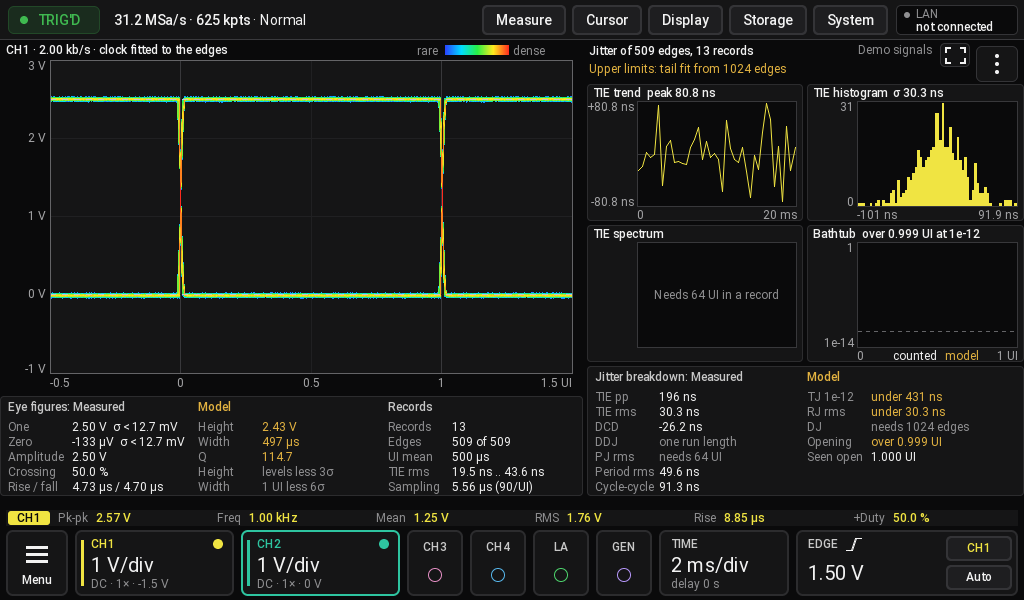 TRIG'D
31.2 MSa/s · 625 kpts · Normal
Measure
Cursor
Display
Storage
System
LAN
not connected
CH1 · 2.00 kb/s · clock fitted to the edges
rare
dense
3 V
2 V
1 V
0 V
-1 V
-0.5
0
0.5
1
1.5 UI
Jitter of 509 edges, 13 records
Demo signals
Upper limits: tail fit from 1024 edges
TIE trend peak 80.8 ns
+80.8 ns
-80.8 ns
0
20 ms
TIE histogram σ 30.3 ns
31
0
-101 ns
91.9 ns
TIE spectrum
Needs 64 UI in a record
Bathtub over 0.999 UI at 1e-12
1
1e-14
0
counted
model
1 UI
Eye figures: Measured
Model
Records
One 2.50 V σ < 12.7 mV
Height 2.43 V
Records 13
Zero -133 µV σ < 12.7 mV
Width 497 µs
Edges 509 of 509
Amplitude 2.50 V
Q 114.7
UI mean 500 µs
Crossing 50.0 %
Height levels less 3σ
TIE rms 19.5 ns .. 43.6 ns
Rise / fall 4.73 µs / 4.70 µs
Width 1 UI less 6σ
Sampling 5.56 µs (90/UI)
Jitter breakdown: Measured
Model
TIE pp 196 ns
TJ 1e-12 under 431 ns
TIE rms 30.3 ns
RJ rms under 30.3 ns
DCD -26.2 ns
DJ needs 1024 edges
DDJ one run length
Opening over 0.999 UI
PJ rms needs 64 UI
Seen open 1.000 UI
Period rms 49.6 ns
Cycle-cycle 91.3 ns
CH1
Pk-pk 2.57 V
Freq 1.00 kHz
Mean 1.25 V
RMS 1.76 V
Rise 8.85 µs
+Duty 50.0 %
Menu
CH1
1 V/div
DC · 1× · -1.5 V
CH2
1 V/div
DC · 1× · 0 V
CH3
CH4
LA
GEN
TIME
2 ms/div
delay 0 s
EDGE
1.50 V
CH1
Auto